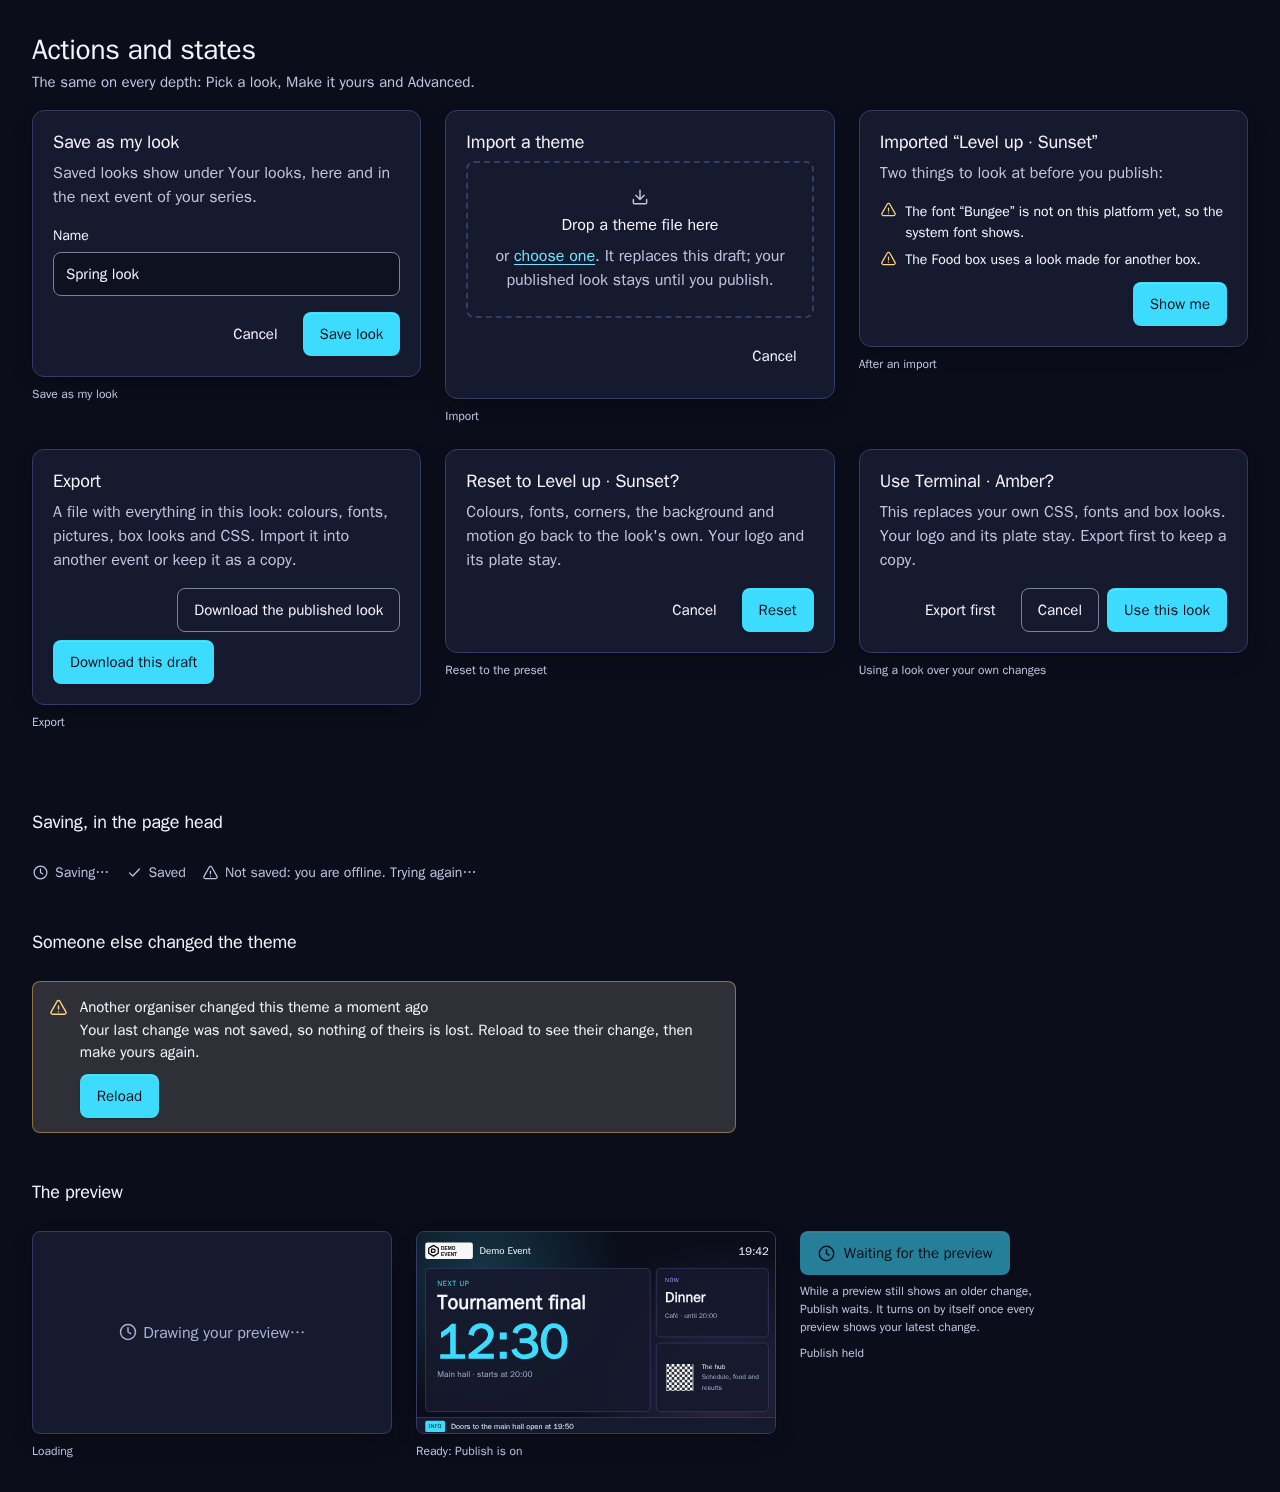 Actions and states
The same on every depth: Pick a look, Make it yours and Advanced.
Save as my look
Saved looks show under Your looks, here and in
the next event of your series.
Name
Spring look
Cancel
Save look
Save as my look
Import a theme
Drop a theme file here
or choose one. It replaces this draft; your
published look stays until you publish.
Cancel
Import
Imported “Level up · Sunset”
Two things to look at before you publish:
The font “Bungee” is not on this platform yet, so the
system font shows.
The Food box uses a look made for another box.
Show me
After an import
Export
A file with everything in this look: colours, fonts,
pictures, box looks and CSS. Import it into
another event or keep it as a copy.
Download the published look
Download this draft
Export
Reset to Level up · Sunset?
Colours, fonts, corners, the background and
motion go back to the look's own. Your logo and
its plate stay.
Cancel
Reset
Reset to the preset
Use Terminal · Amber?
This replaces your own CSS, fonts and box looks.
Your logo and its plate stay. Export first to keep a
copy.
Export first
Cancel
Use this look
Using a look over your own changes
Saving, in the page head
Saving…
Saved
Not saved: you are offline. Trying again…
Someone else changed the theme
Another organiser changed this theme a moment ago
Your last change was not saved, so nothing of theirs is lost. Reload to see their change, then
make yours again.
Reload
The preview
Drawing your preview…
Loading
DEMO
EVENT
Demo Event
19:42
NEXT UP
Tournament final
12:30
Main hall · starts at 20:00
NOW
Dinner
Café · until 20:00
The hub
Schedule, food and
results
INFO
Doors to the main hall open at 19:50
Ready: Publish is on
Waiting for the preview
While a preview still shows an older change,
Publish waits. It turns on by itself once every
preview shows your latest change.
Publish held